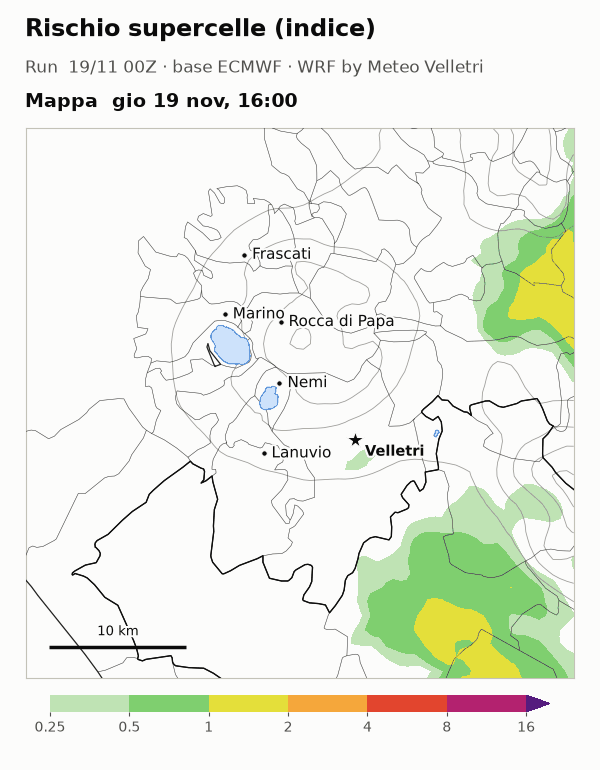 Rischio supercelle (indice)
Run  19/11 00Z · base ECMWF · WRF by Meteo Velletri
Mappa  gio 19 nov, 16:00
Frascati
Marino
Rocca di Papa
Nemi
Velletri
Lanuvio
10 km
0.25 0.5 1 2 4 8 16